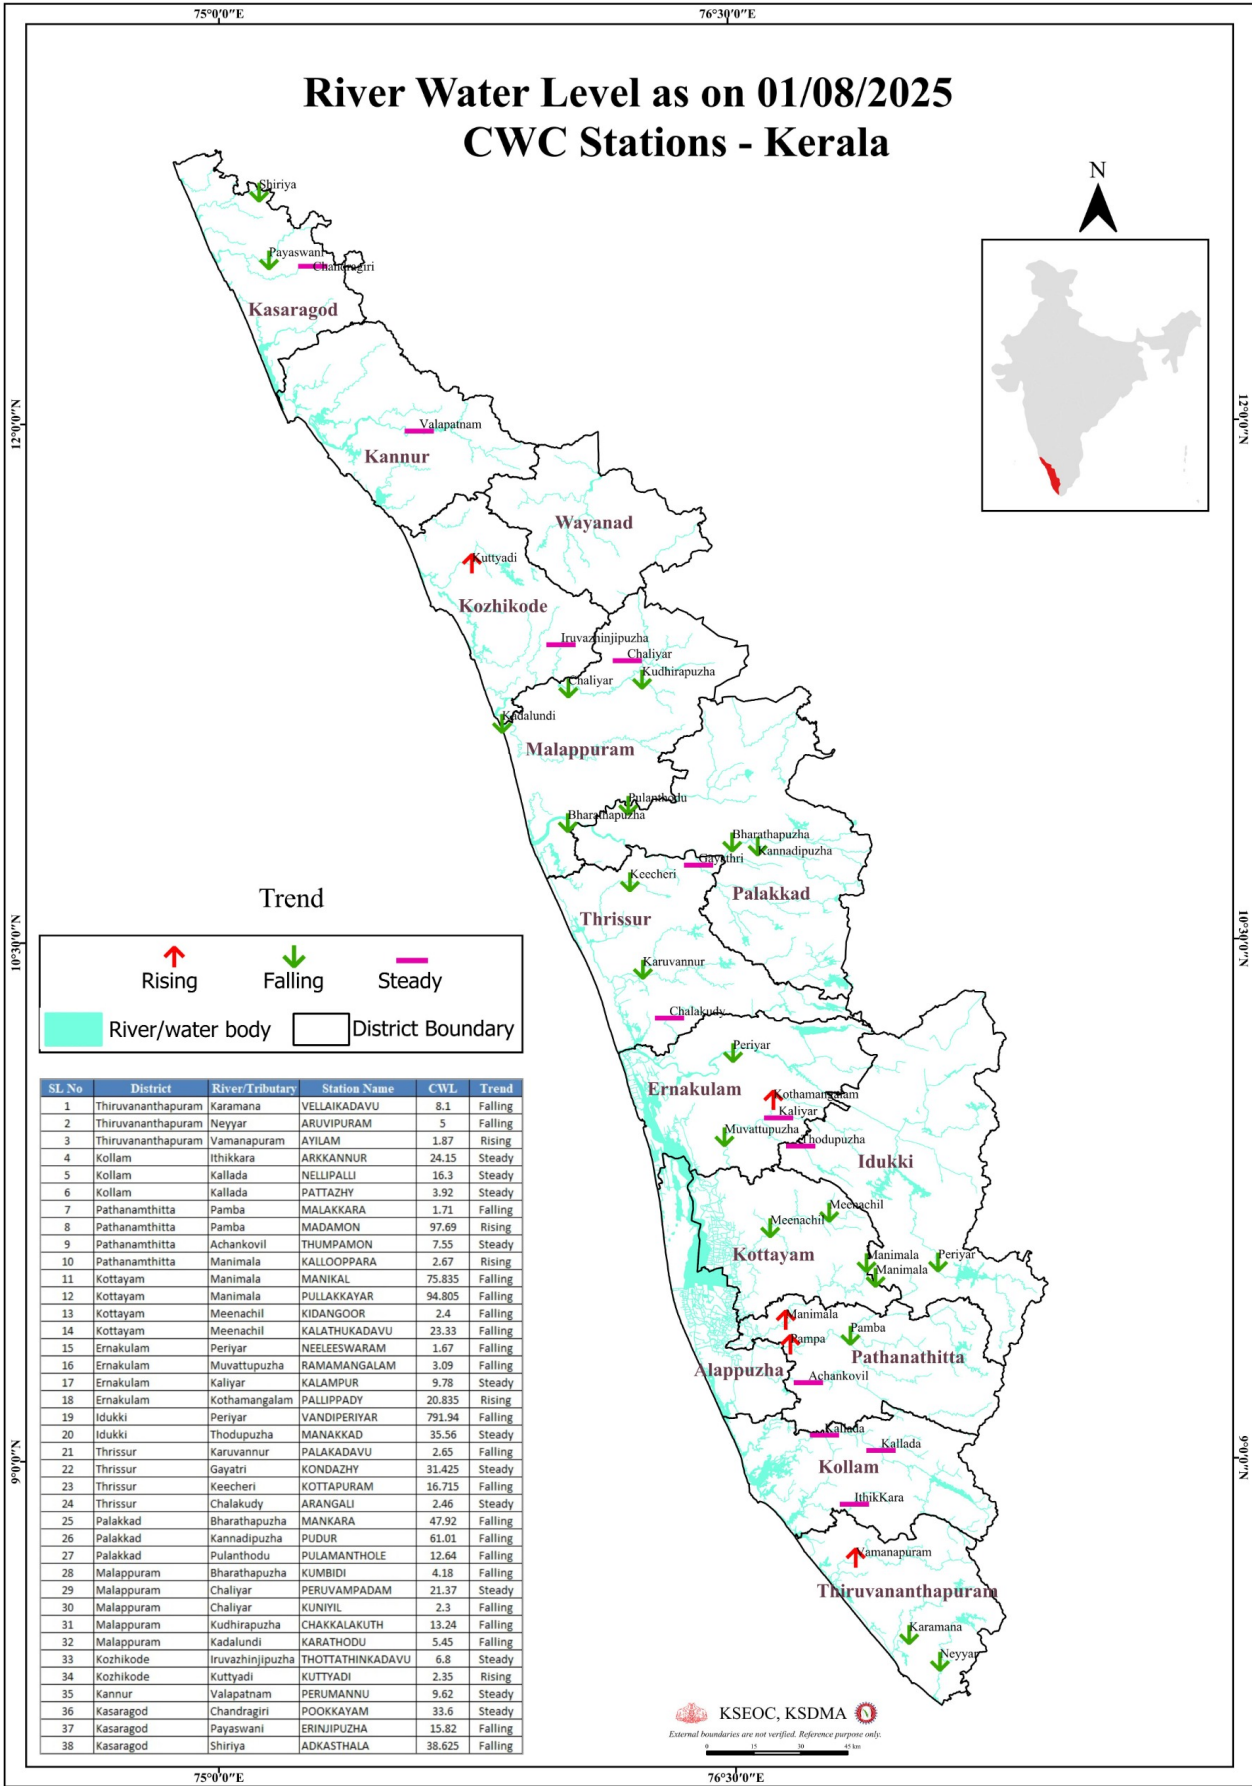 75°0'0"E 76°30'0"E
River Water Level as on 01/08/2025
CWC Stations - Kerala
N
Shiriya
Payaswani
Chandragiri
Kasaragod
12°0'0"N
12°0'0"N
Valapatnam
Kannur
Wayanad
Kuttyadi
Kozhikode
Iruvazhinjipuzha
Chaliyar
Kudhirapuzha
Chaliyar
Kadalundi
Malappuram
Pulanthodu
Bharathapuzha
Bharathapuzha
Kannadipuzha
Gayathri
Keecheri
Palakkad
Thrissur
Trend
10°30'0"N
10°30'0"N
Rising Falling Steady
River/water body District Boundary
Karuvannur
Chalakudy
Periyar
Ernakulam
Kothamangalam
Kaliyar
Muvattupuzha
Thodupuzha
Idukki
Meenachil
Meenachil
Kottayam
Manimala
Periyar
Manimala
Manimala
Pamba
Pampa
Pathanathitta
Alappuzha
Achankovil
Kallada
Kallada
Kollam
IthikKara
9°0'0"N
9°0'0"N
Vamanapuram
Thiruvananthapuram
Karamana
Neyyar
SL No District River/Tributary Station Name CWL Trend
1 Thiruvananthapuram Karamana VELLAIKADAVU 8.1 Falling
2 Thiruvananthapuram Neyyar ARUVIPURAM 5 Falling
3 Thiruvananthapuram Vamanapuram AYILAM 1.87 Rising
4 Kollam Ithikkara ARKKANNUR 24.15 Steady
5 Kollam Kallada NELLIPALLI 16.3 Steady
6 Kollam Kallada PATTAZHY 3.92 Steady
7 Pathanamthitta Pamba MALAKKARA 1.71 Falling
8 Pathanamthitta Pamba MADAMON 97.69 Rising
9 Pathanamthitta Achankovil THUMPAMON 7.55 Steady
10 Pathanamthitta Manimala KALLOOPPARA 2.67 Rising
11 Kottayam Manimala MANIKAL 75.835 Falling
12 Kottayam Manimala PULLAKKAYAR 94.805 Falling
13 Kottayam Meenachil KIDANGOOR 2.4 Falling
14 Kottayam Meenachil KALATHUKADAVU 23.33 Falling
15 Ernakulam Periyar NEELEESWARAM 1.67 Falling
16 Ernakulam Muvattupuzha RAMAMANGALAM 3.09 Falling
17 Ernakulam Kaliyar KALAMPUR 9.78 Steady
18 Ernakulam Kothamangalam PALLIPPADY 20.835 Rising
19 Idukki Periyar VANDIPERIYAR 791.94 Falling
20 Idukki Thodupuzha MANAKKAD 35.56 Steady
21 Thrissur Karuvannur PALAKADAVU 2.65 Falling
22 Thrissur Gayatri KONDAZHY 31.425 Steady
23 Thrissur Keecheri KOTTAPURAM 16.715 Falling
24 Thrissur Chalakudy ARANGALI 2.46 Steady
25 Palakkad Bharathapuzha MANKARA 47.92 Falling
26 Palakkad Kannadipuzha PUDUR 61.01 Falling
27 Palakkad Pulanthodu PULAMANTHOLE 12.64 Falling
28 Malappuram Bharathapuzha KUMBIDI 4.18 Falling
29 Malappuram Chaliyar PERUVAMPADAM 21.37 Steady
30 Malappuram Chaliyar KUNIYIL 2.3 Falling
31 Malappuram Kudhirapuzha CHAKKALAKUTH 13.24 Falling
32 Malappuram Kadalundi KARATHODU 5.45 Falling
33 Kozhikode Iruvazhinjipuzha THOTTATHINKADAVU 6.8 Steady
34 Kozhikode Kuttyadi KUTTYADI 2.35 Rising
35 Kannur Valapatnam PERUMANNU 9.62 Steady
36 Kasaragod Chandragiri POOKKAYAM 33.6 Steady
37 Kasaragod Payaswani ERINJIPUZHA 15.82 Falling
38 Kasaragod Shiriya ADKASTHALA 38.625 Falling
KSEOC, KSDMA
External boundaries are not verified. Reference purpose only.
0 15 30 45 km
75°0'0"E 76°30'0"E